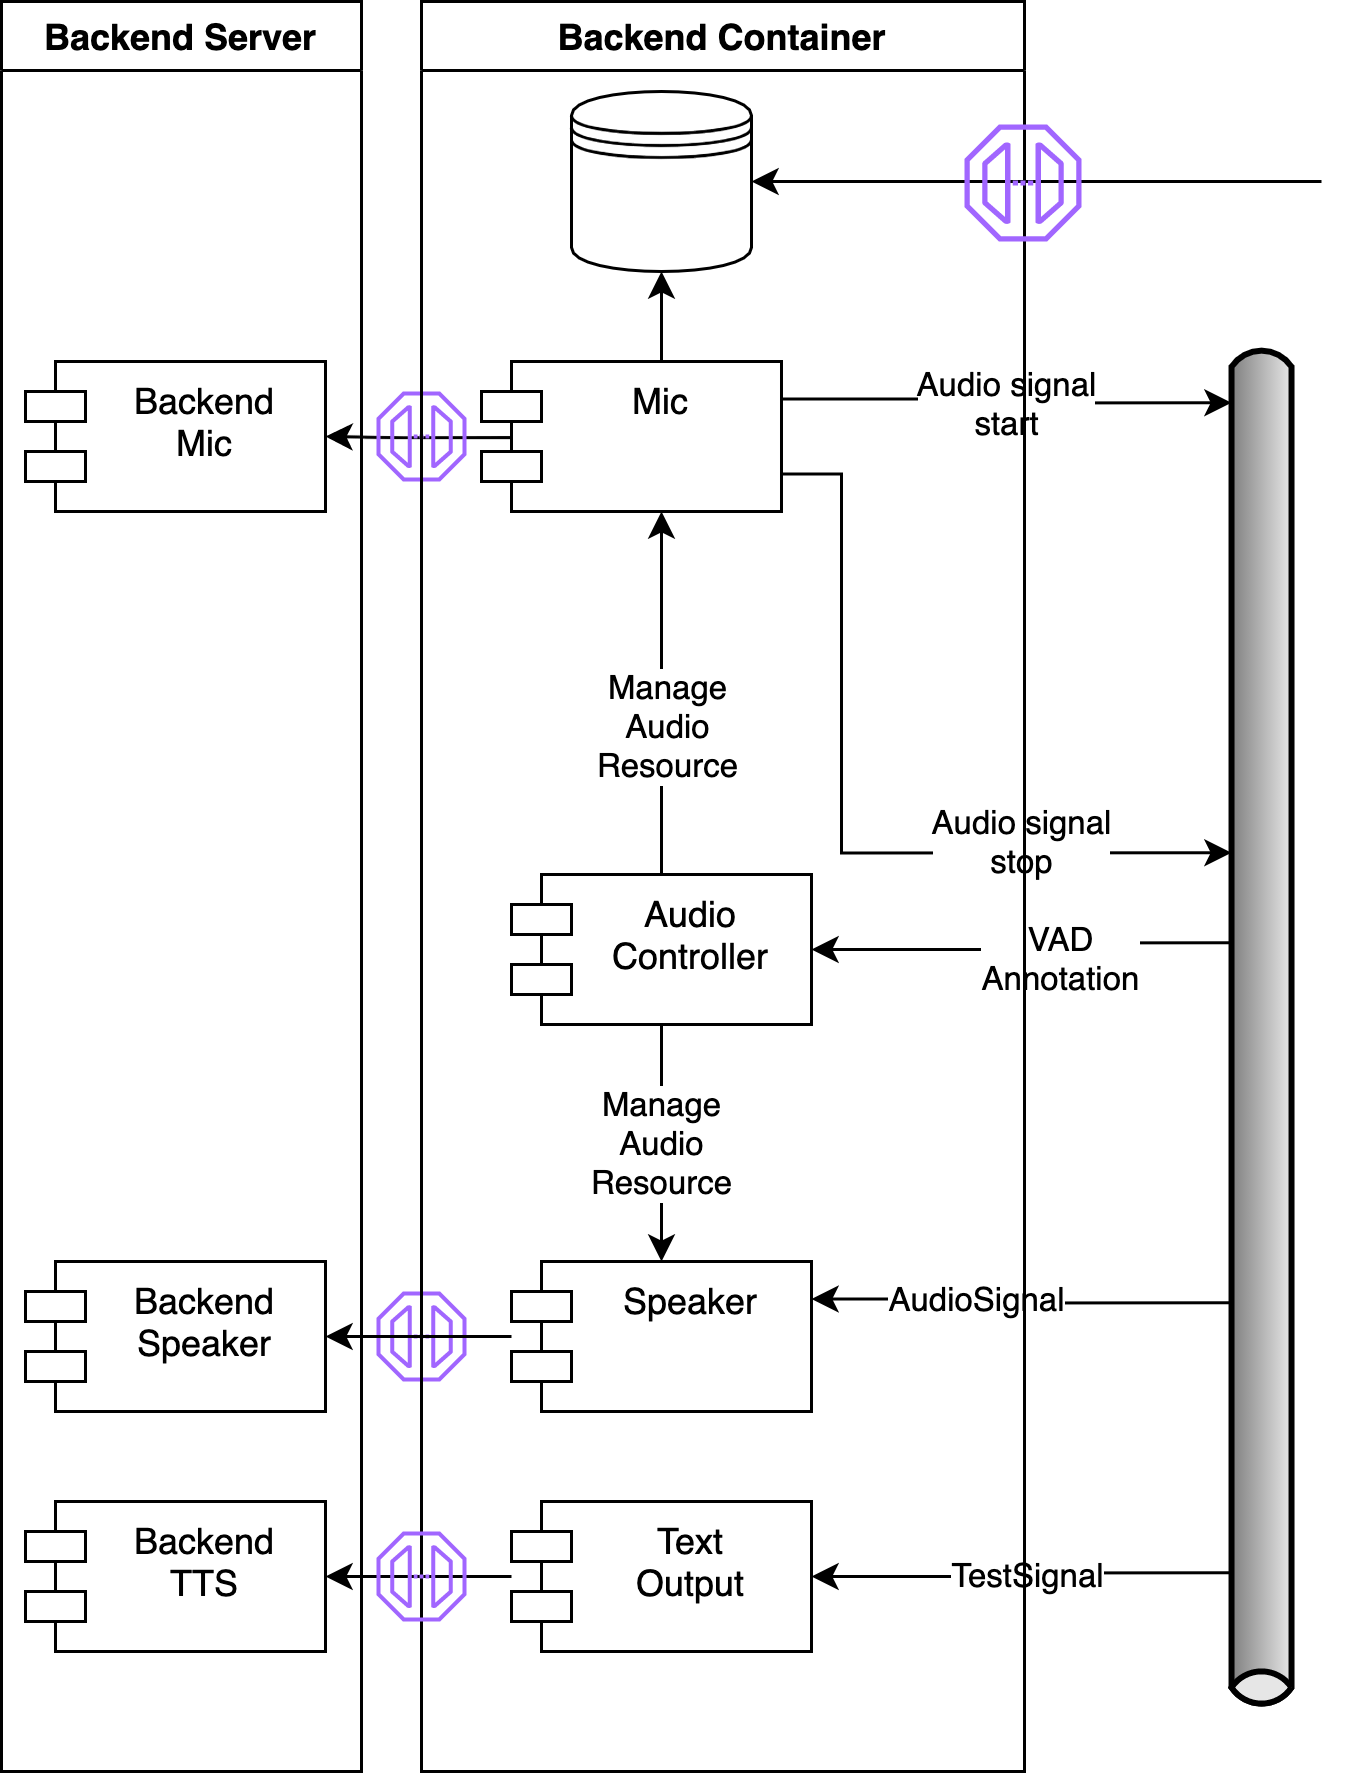 Backend Server
Backend Container
Backend
Mic
Mic
Audio signal
start
Manage
Audio
Resource
Audio signal
stop
Audio
Controller
VAD
Annotation
Manage
Audio
Resource
Backend
Speaker
Speaker
AudioSignal
Backend
TTS
Text
Output
TestSignal